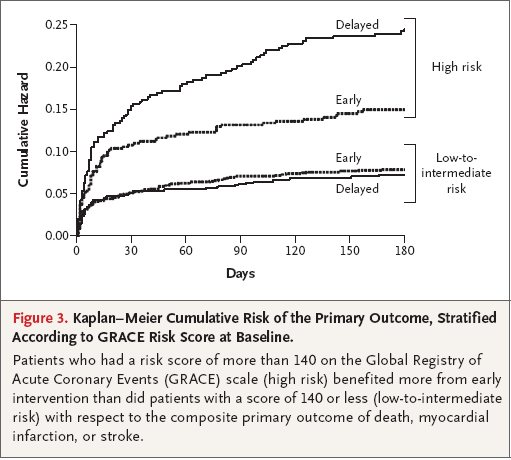 0.25
0.20
0.15
0.10
0.05
0.00
Cumulative Hazard
Delayed
High risk
Early
Early
Delayed
Low-to-
intermediate
risk
0
30
60
90
120
150
180
Days
Figure 3. Kaplan–Meier Cumulative Risk of the Primary Outcome, Stratified
According to GRACE Risk Score at Baseline.
Patients who had a risk score of more than 140 on the Global Registry of
Acute Coronary Events (GRACE) scale (high risk) benefited more from early
intervention than did patients with a score of 140 or less (low-to-intermediate
risk) with respect to the composite primary outcome of death, myocardial
infarction, or stroke.